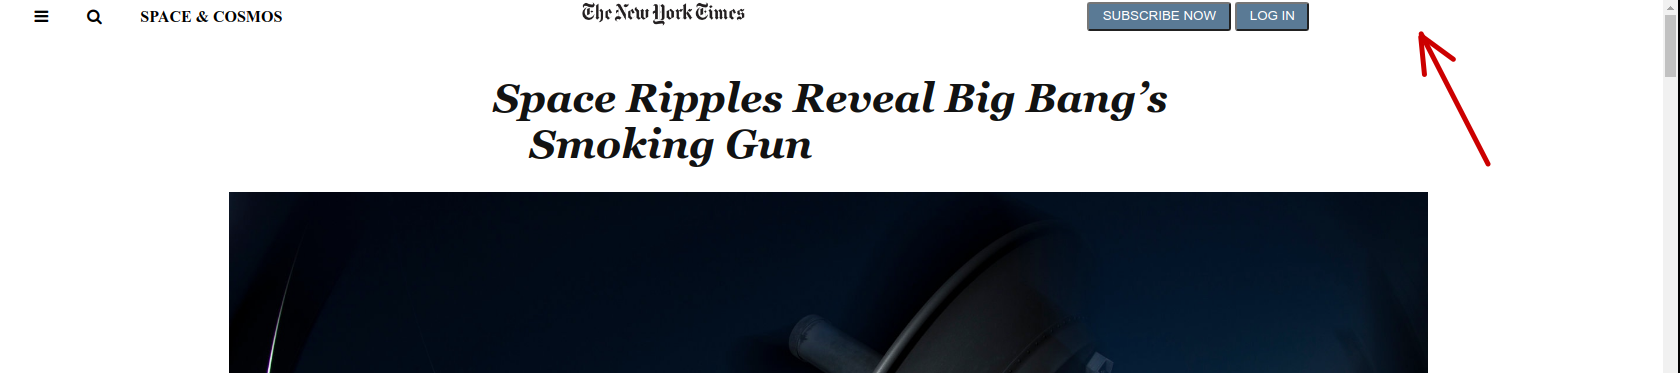 SPACE & COSMOS
The New York Times
SUBSCRIBE NOW
LOG IN
Space Ripples Reveal Big Bang’s
Smoking Gun